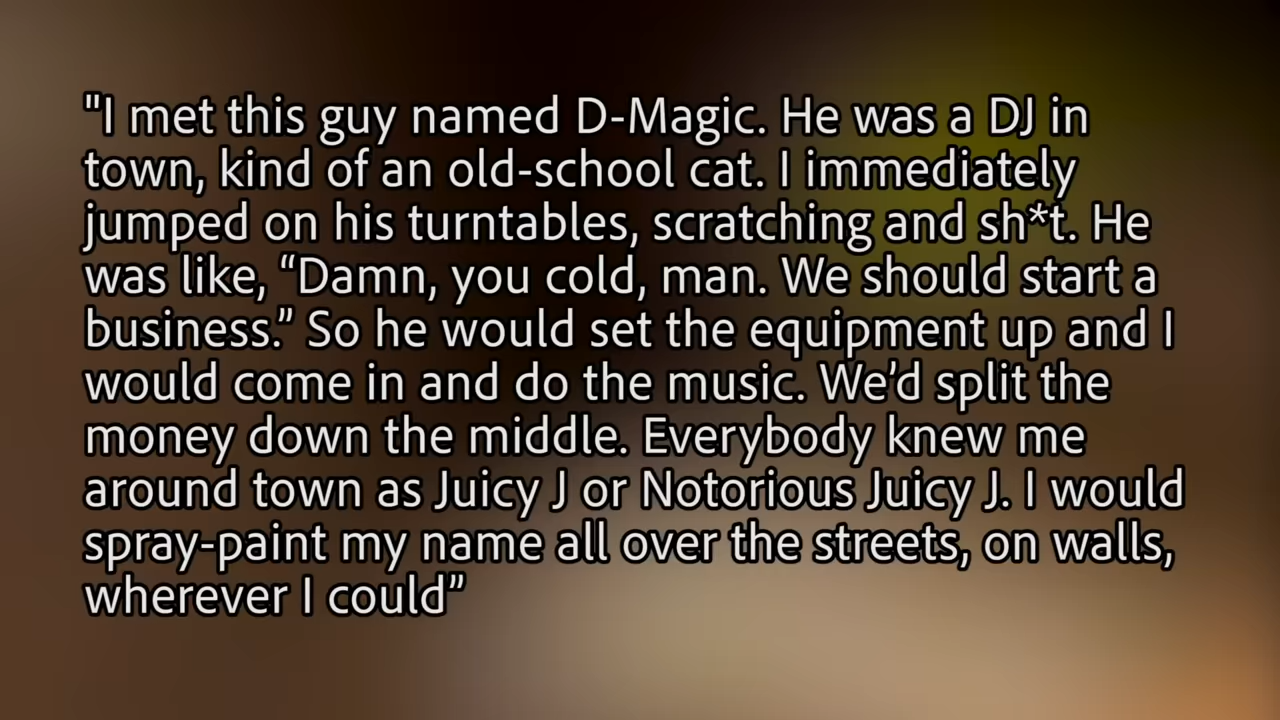 "I met this guy named D-Magic. He was a DJ in
town, kind of an old-school cat. I immediately
jumped on his turntables, scratching and sh*t. He
was like, “Damn, you cold, man. We should start a
business.” So he would set the equipment up and I
would come in and do the music. We’d split the
money down the middle. Everybody knew me
around town as Juicy J or Notorious Juicy J. I would
spray-paint my name all over the streets, on walls,
wherever I could”